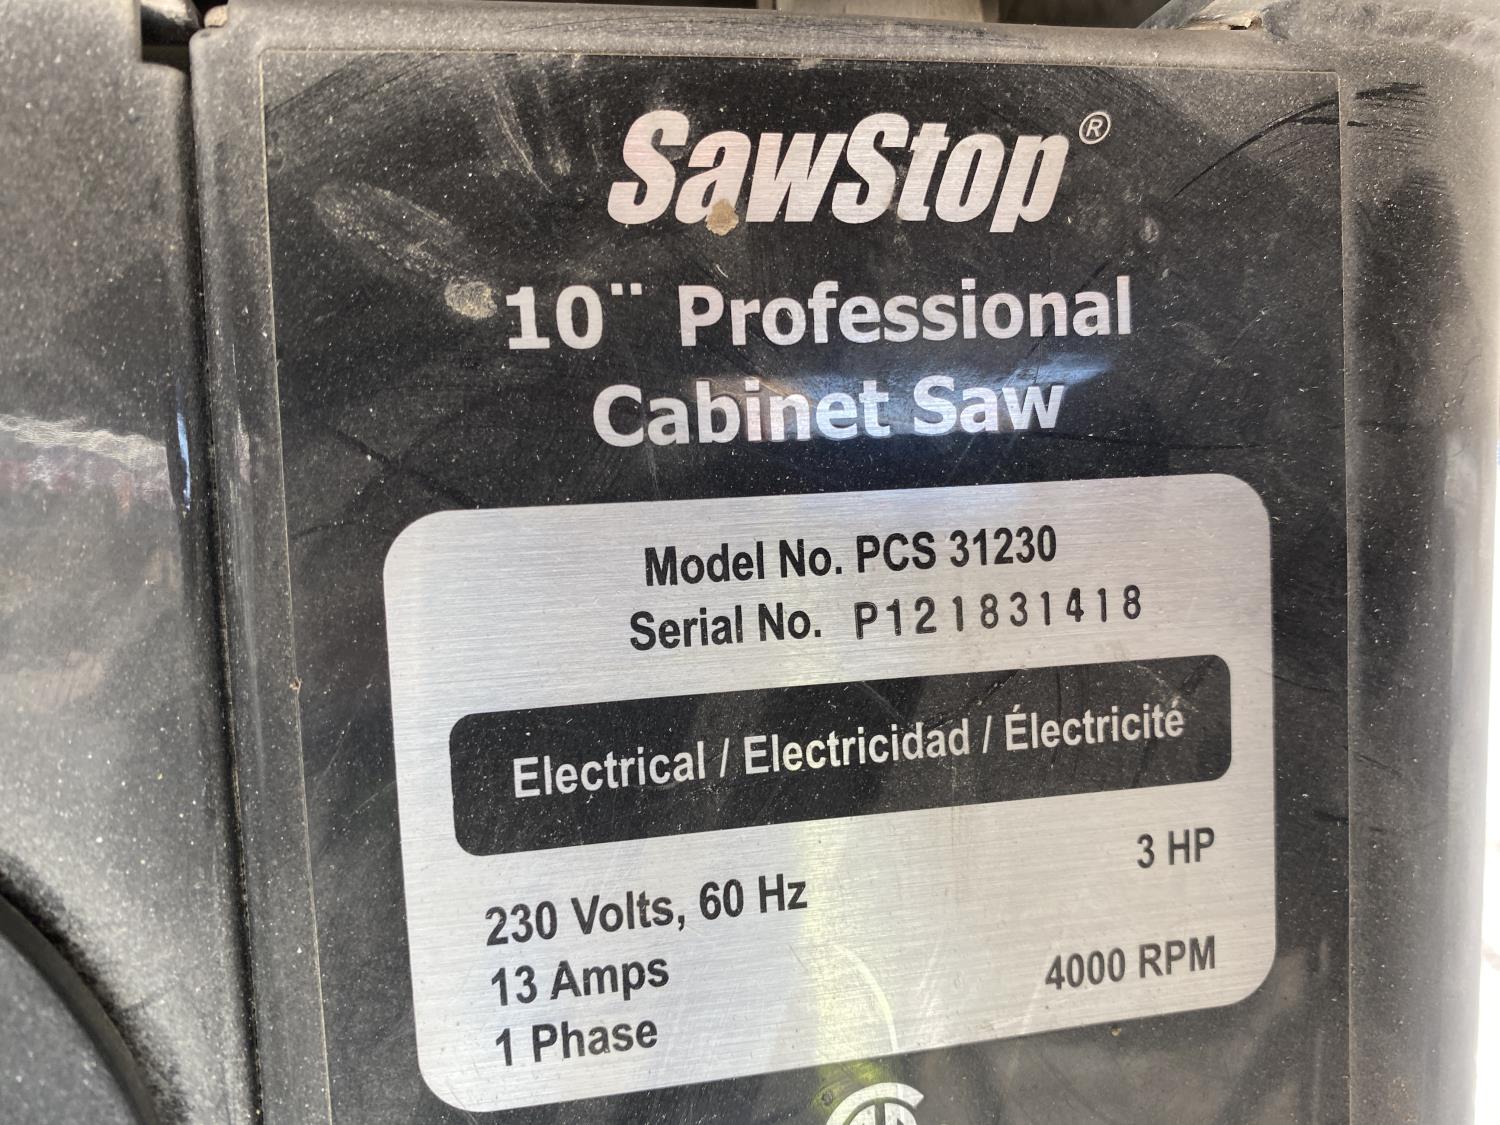 SawStop®
10¨ Professional
Cabinet Saw
Model No. PCS 31230
Serial No. P121831418
Electrical / Electricidad / Électricité
230 Volts, 60 Hz
3 HP
13 Amps
4000 RPM
1 Phase